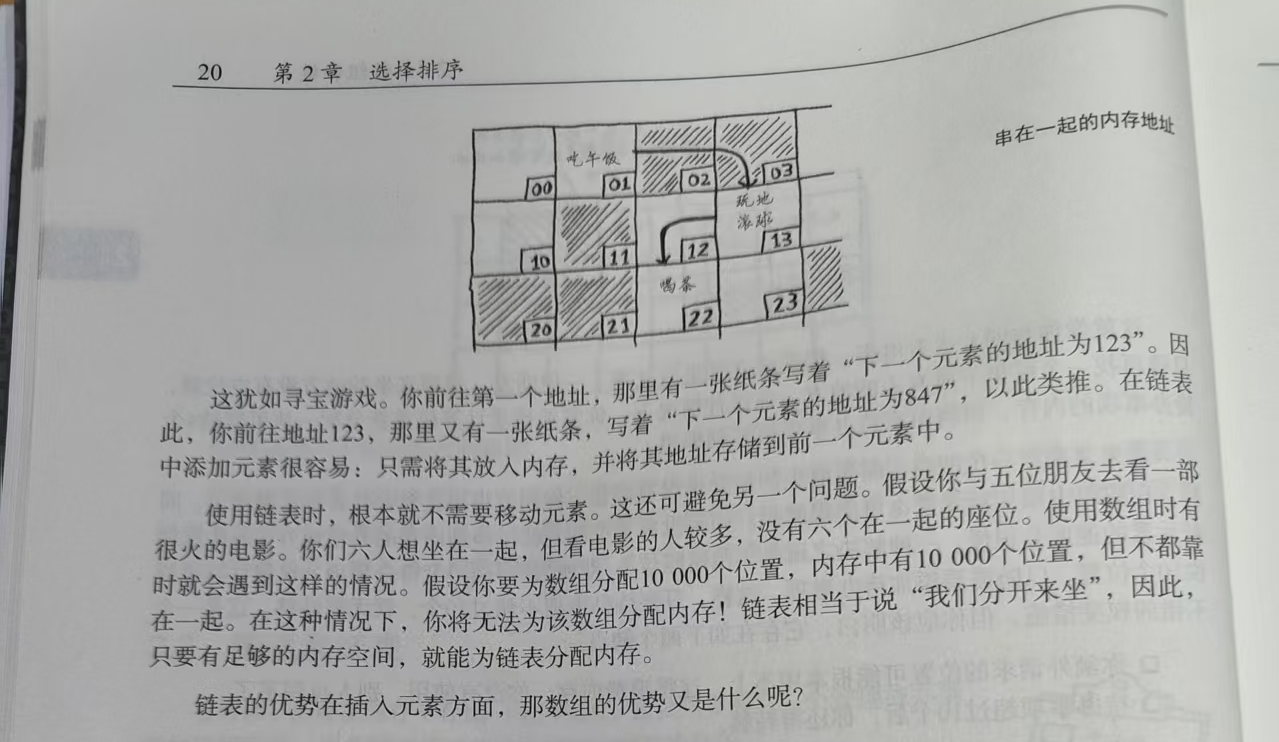 20 第2章 选择排序
串在一起的内存地址
吃午饭
00 01 02 03
玩地
滚球
10 11 12 13
喝茶
20 21 22 23
这犹如寻宝游戏。你前往第一个地址，那里有一张纸条写着“下一个元素的地址为123”。因
此，你前往地址123，那里又有一张纸条，写着“下一个元素的地址为847”，以此类推。在链表
中添加元素很容易：只需将其放入内存，并将其地址存储到前一个元素中。
使用链表时，根本就不需要移动元素。这还可避免另一个问题。假设你与五位朋友去看一部
很火的电影。你们六人想坐在一起，但看电影的人较多，没有六个在一起的座位。使用数组时有
时就会遇到这样的情况。假设你要为数组分配10 000个位置，内存中有10 000个位置，但不都靠
在一起。在这种情况下，你将无法为该数组分配内存！链表相当于说“我们分开来坐”，因此，
只要有足够的内存空间，就能为链表分配内存。
链表的优势在插入元素方面，那数组的优势又是什么呢？